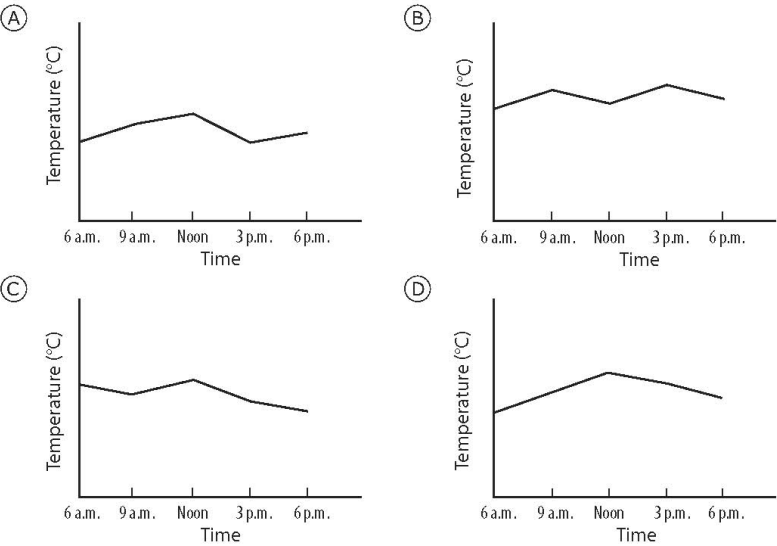 A
Temperature (°C)
6 a.m. 9 a.m. Noon 3 p.m. 6 p.m.
Time
B
Temperature (°C)
6 a.m. 9 a.m. Noon 3 p.m. 6 p.m.
Time
C
Temperature (°C)
6 a.m. 9 a.m. Noon 3 p.m. 6 p.m.
Time
D
Temperature (°C)
6 a.m. 9 a.m. Noon 3 p.m. 6 p.m.
Time